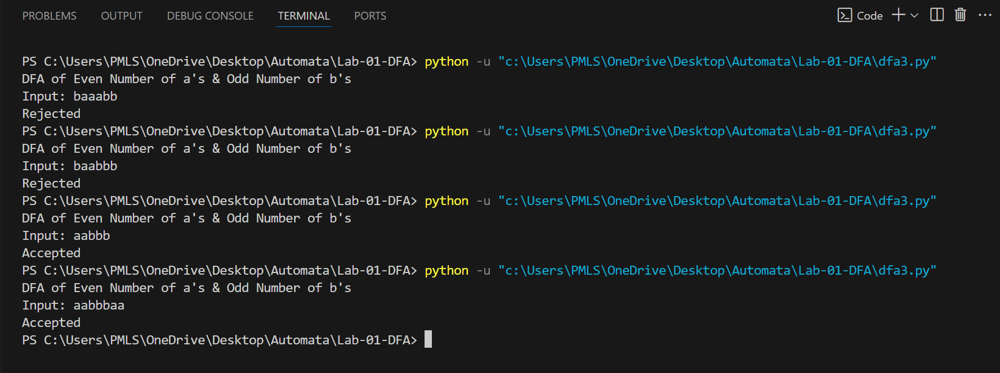 PROBLEMS OUTPUT DEBUG CONSOLE TERMINAL PORTS Code
PS C:\Users\PMLS\OneDrive\Desktop\Automata\Lab-01-DFA> python -u "c:\Users\PMLS\OneDrive\Desktop\Automata\Lab-01-DFA\dfa3.py"
DFA of Even Number of a's & Odd Number of b's
Input: baaabb
Rejected
PS C:\Users\PMLS\OneDrive\Desktop\Automata\Lab-01-DFA> python -u "c:\Users\PMLS\OneDrive\Desktop\Automata\Lab-01-DFA\dfa3.py"
DFA of Even Number of a's & Odd Number of b's
Input: baabbb
Rejected
PS C:\Users\PMLS\OneDrive\Desktop\Automata\Lab-01-DFA> python -u "c:\Users\PMLS\OneDrive\Desktop\Automata\Lab-01-DFA\dfa3.py"
DFA of Even Number of a's & Odd Number of b's
Input: aabbb
Accepted
PS C:\Users\PMLS\OneDrive\Desktop\Automata\Lab-01-DFA> python -u "c:\Users\PMLS\OneDrive\Desktop\Automata\Lab-01-DFA\dfa3.py"
DFA of Even Number of a's & Odd Number of b's
Input: aabbbaa
Accepted
PS C:\Users\PMLS\OneDrive\Desktop\Automata\Lab-01-DFA>